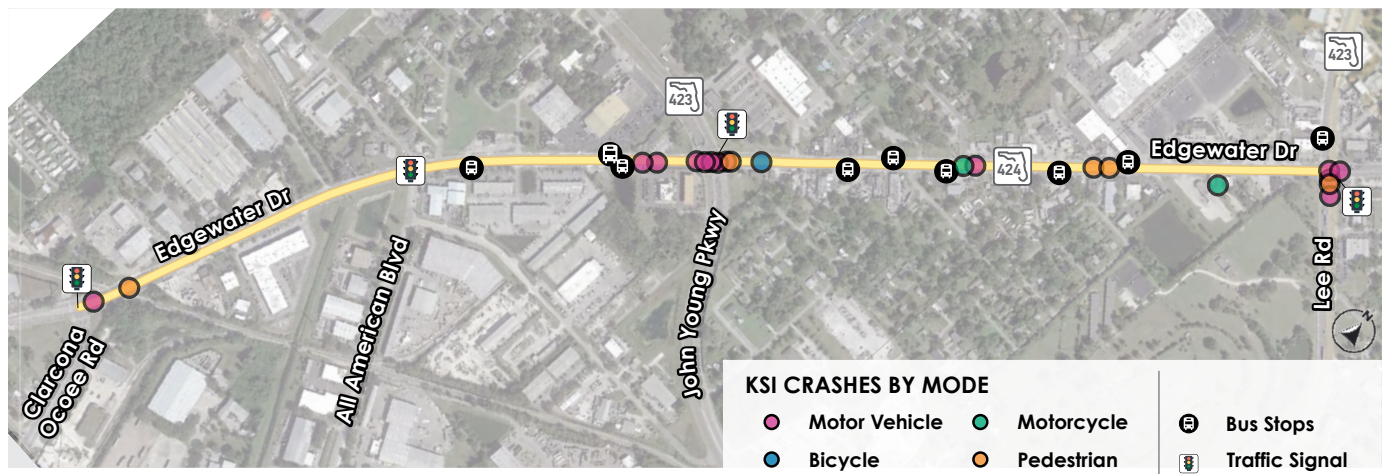 423
423
Edgewater Dr
424
Edgewater Dr
All American Blvd
John Young Pkwy
Lee Rd
N
Clarcona
Ocoee Rd
KSI CRASHES BY MODE
Motor Vehicle
Motorcycle
Bus Stops
Bicycle
Pedestrian
Traffic Signal